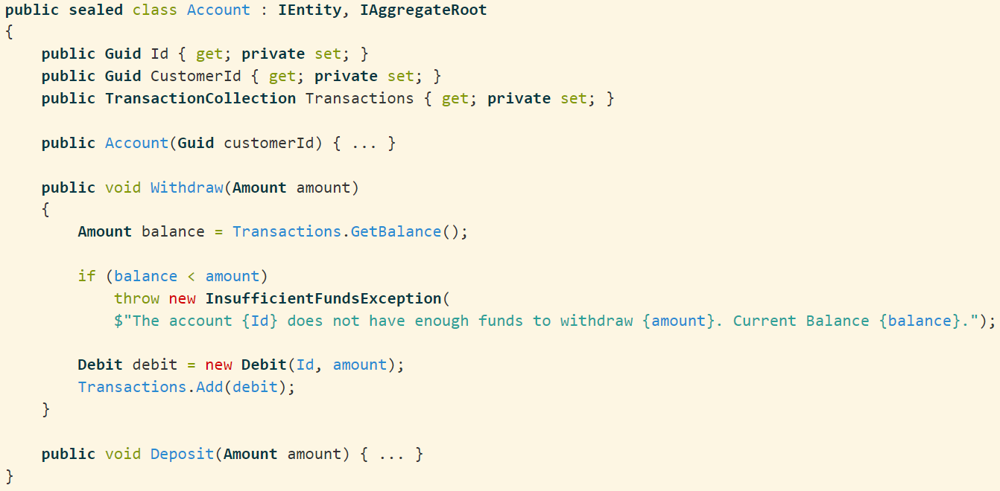 public sealed class Account : IEntity, IAggregateRoot
{
    public Guid Id { get; private set; }
    public Guid CustomerId { get; private set; }
    public TransactionCollection Transactions { get; private set; }

    public Account(Guid customerId) { ... }

    public void Withdraw(Amount amount)
    {
        Amount balance = Transactions.GetBalance();

        if (balance < amount)
            throw new InsufficientFundsException(
            $"The account {Id} does not have enough funds to withdraw {amount}. Current Balance {balance}.");

        Debit debit = new Debit(Id, amount);
        Transactions.Add(debit);
    }

    public void Deposit(Amount amount) { ... }
}